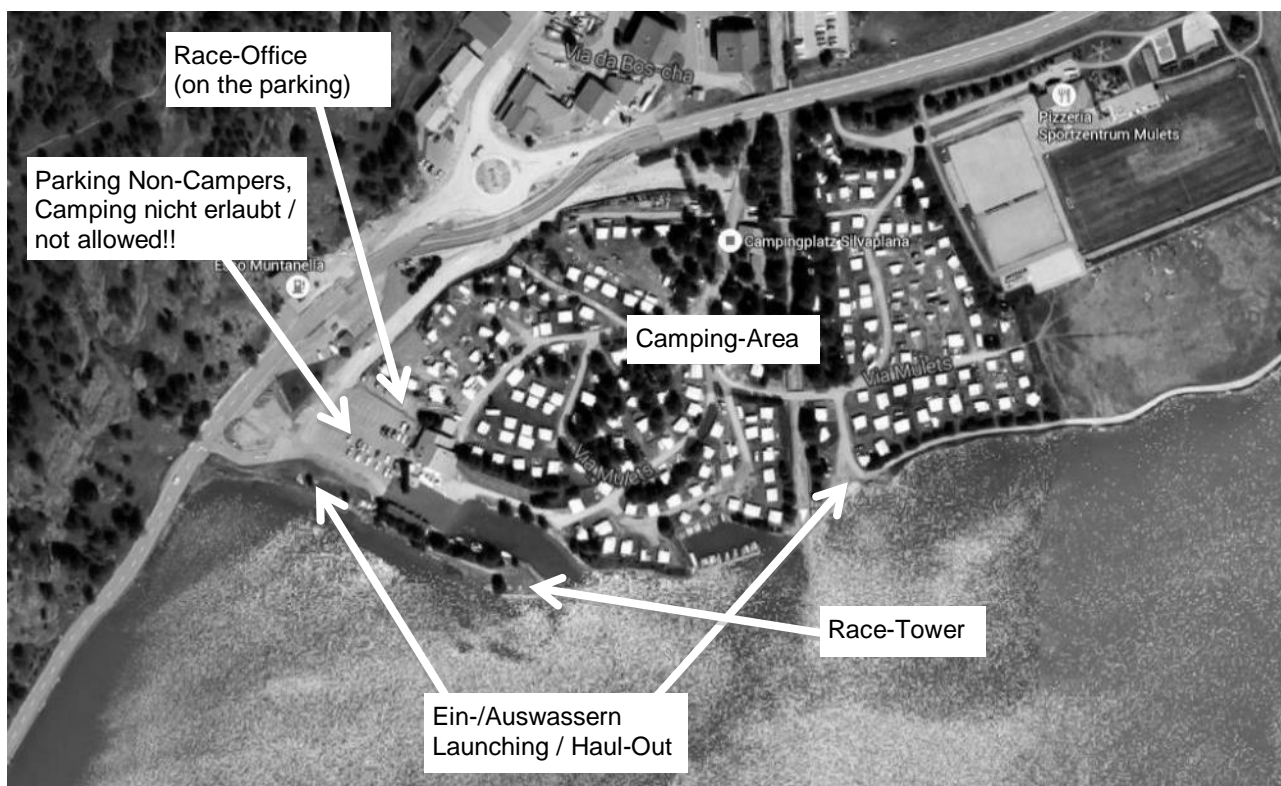 Race-Office
(on the parking)
Via da Bos-cha
Pizzeria
Sportzentrum Mulets
Parking Non-Campers,
Camping nicht erlaubt /
not allowed!!
Muntanella
Campingplatz Silvaplana
Camping-Area
Via Mulets
Via Mulets
Race-Tower
Ein-/Auswassern
Launching / Haul-Out